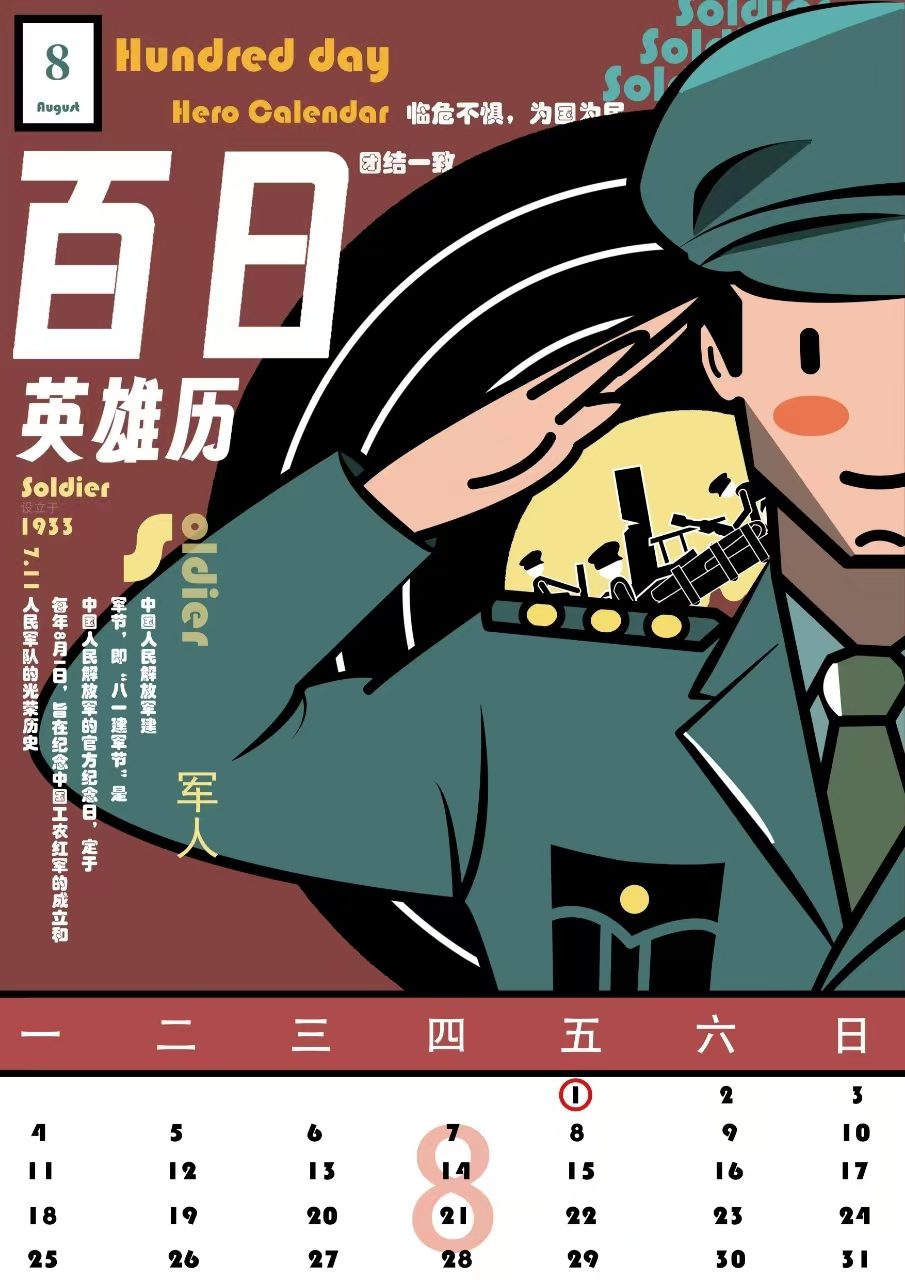 8
August
Hundred day
Hero Calendar
临危不惧，为国为民
团结一致
Soldier
Soldier
Sol
百日
英雄历
Soldier
设立于
1933
7.11
Soldier
军人
中国人民解放军建
军节，即“八一建军节”是
中国人民解放军的官方纪念日，定于
每年8月一日，旨在纪念中国工农红军的成立和
人民军队的光荣历史
一 二 三 四 五 六 日
1 2 3
4 5 6 7 8 9 10
11 12 13 14 15 16 17
18 19 20 21 22 23 24
25 26 27 28 29 30 31
8